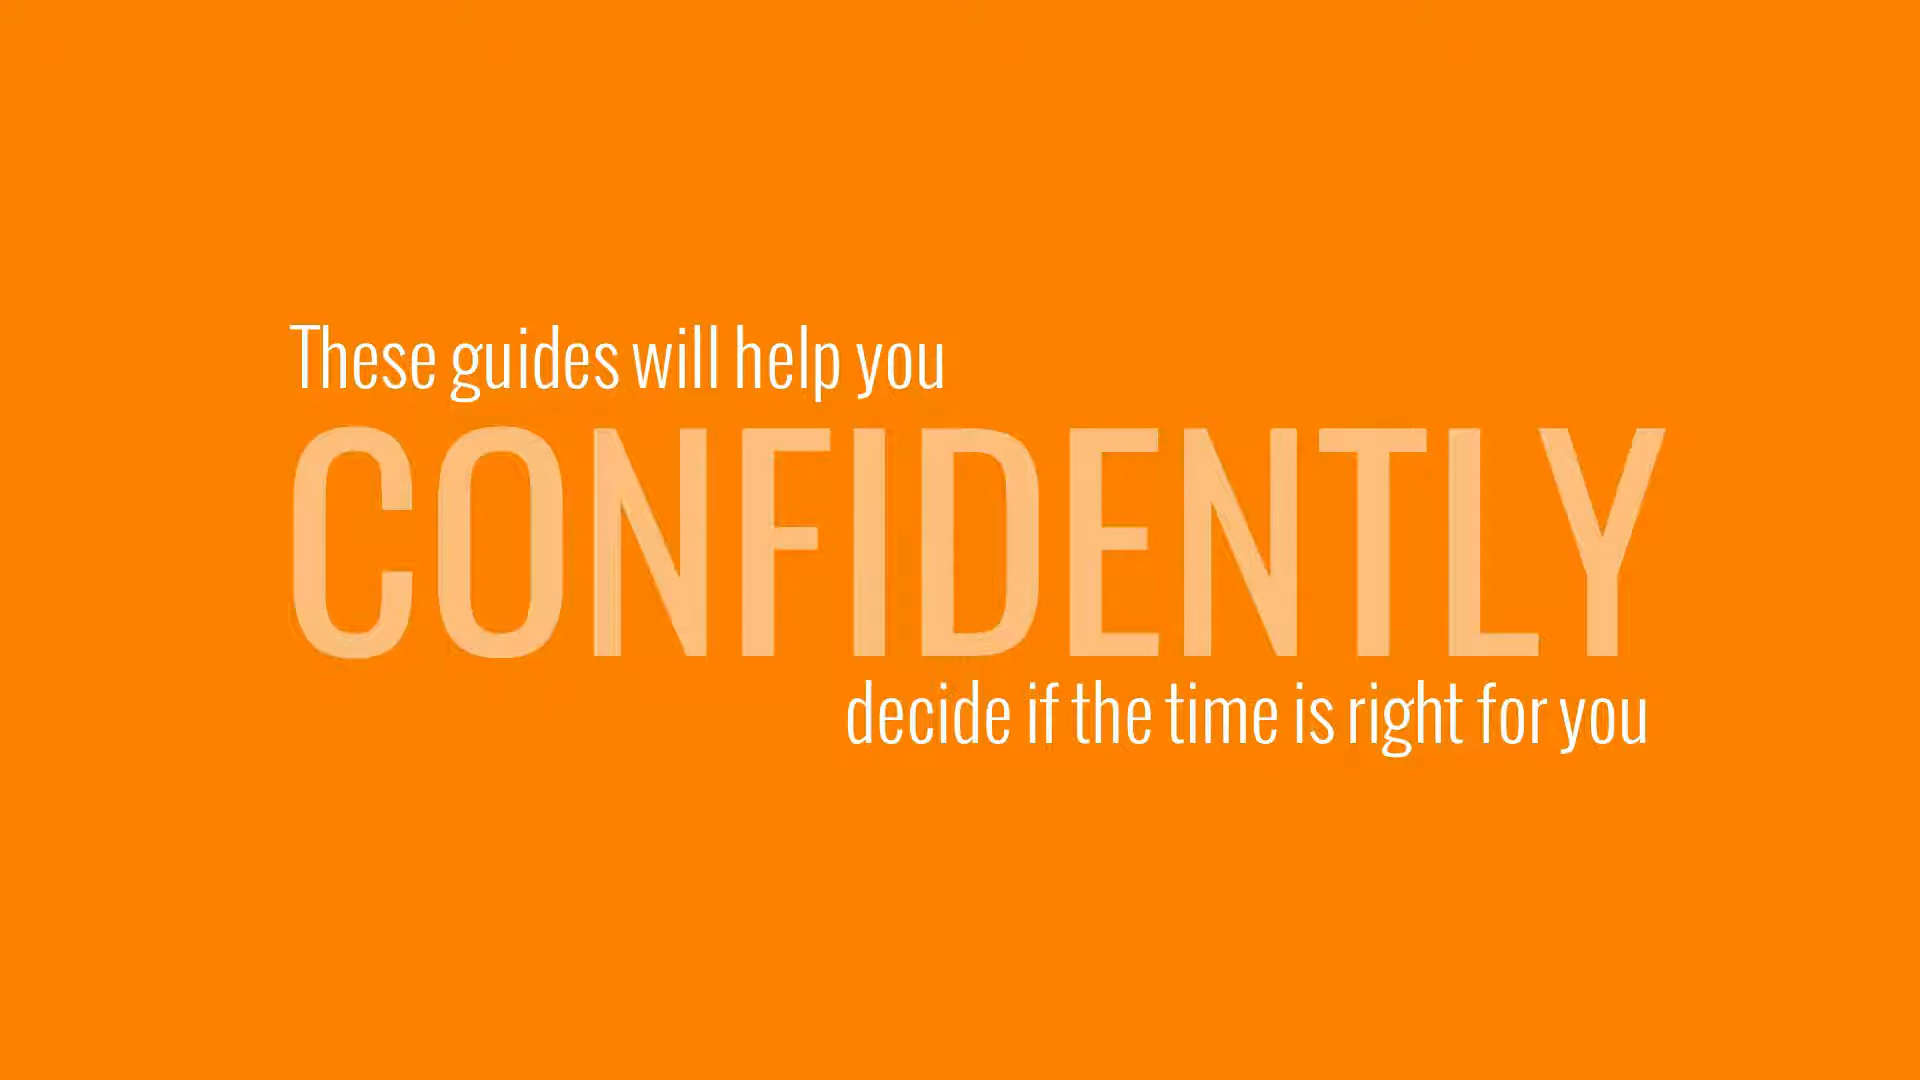 These guides will help you
CONFIDENTLY
decide if the time is right for you